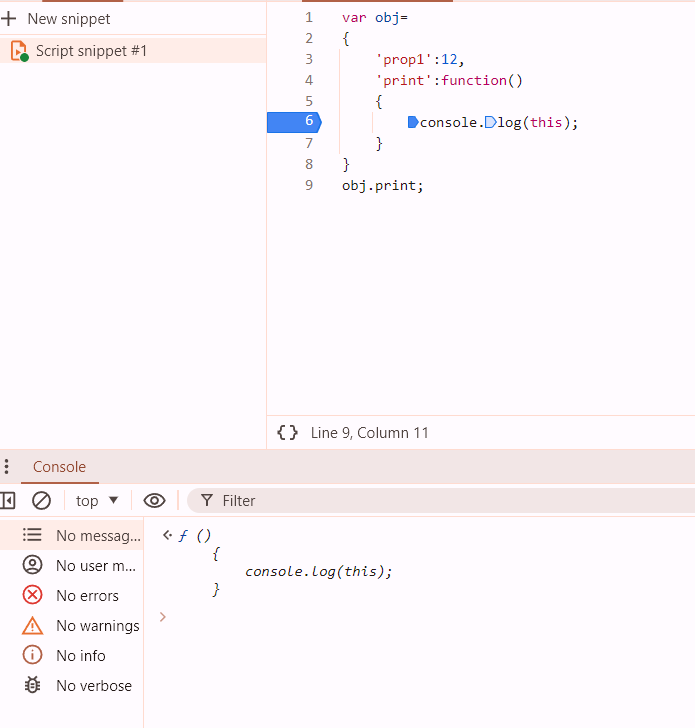 New snippet
Script snippet #1
1 var obj=
2 {
3 'prop1':12,
4 'print':function()
5 {
6 console.log(this);
7 }
8 }
9 obj.print;
{} Line 9, Column 11
Console
top Filter
No messag...
No user m...
No errors
No warnings
No info
No verbose
ƒ ()
{
console.log(this);
}